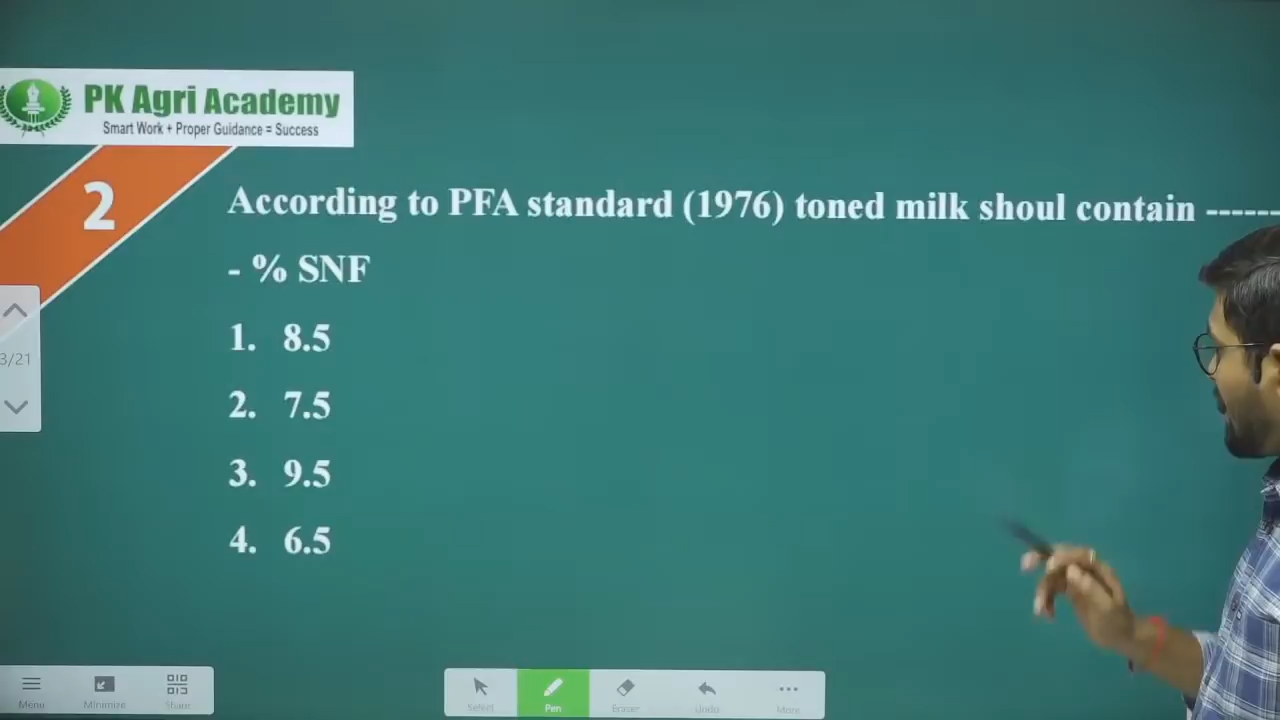 PK Agri Academy
Smart Work + Proper Guidance = Success
2
According to PFA standard (1976) toned milk shoul contain ------
- % SNF
1. 8.5
2. 7.5
3. 9.5
4. 6.5
3/21
Menu
Minimize
Share
Select
Pen
Eraser
Undo
More